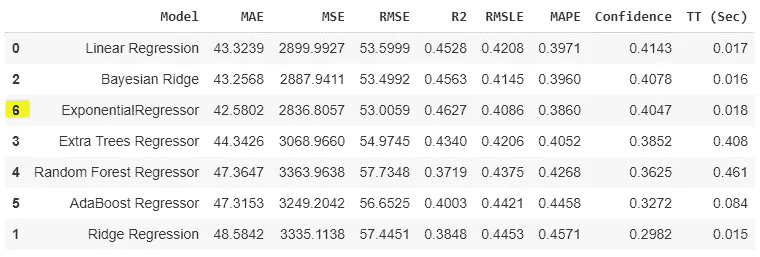 Model MAE MSE RMSE R2 RMSLE MAPE Confidence TT (Sec)
0 Linear Regression 43.3239 2899.9927 53.5999 0.4528 0.4208 0.3971 0.4143 0.017
2 Bayesian Ridge 43.2568 2887.9411 53.4992 0.4563 0.4145 0.3960 0.4078 0.016
6 ExponentialRegressor 42.5802 2836.8057 53.0059 0.4627 0.4086 0.3860 0.4047 0.018
3 Extra Trees Regressor 44.3426 3068.9660 54.9745 0.4340 0.4206 0.4052 0.3852 0.408
4 Random Forest Regressor 47.3647 3363.9638 57.7348 0.3719 0.4375 0.4268 0.3625 0.461
5 AdaBoost Regressor 47.3153 3249.2042 56.6525 0.4003 0.4421 0.4458 0.3272 0.084
1 Ridge Regression 48.5842 3335.1138 57.4451 0.3848 0.4453 0.4571 0.2982 0.015